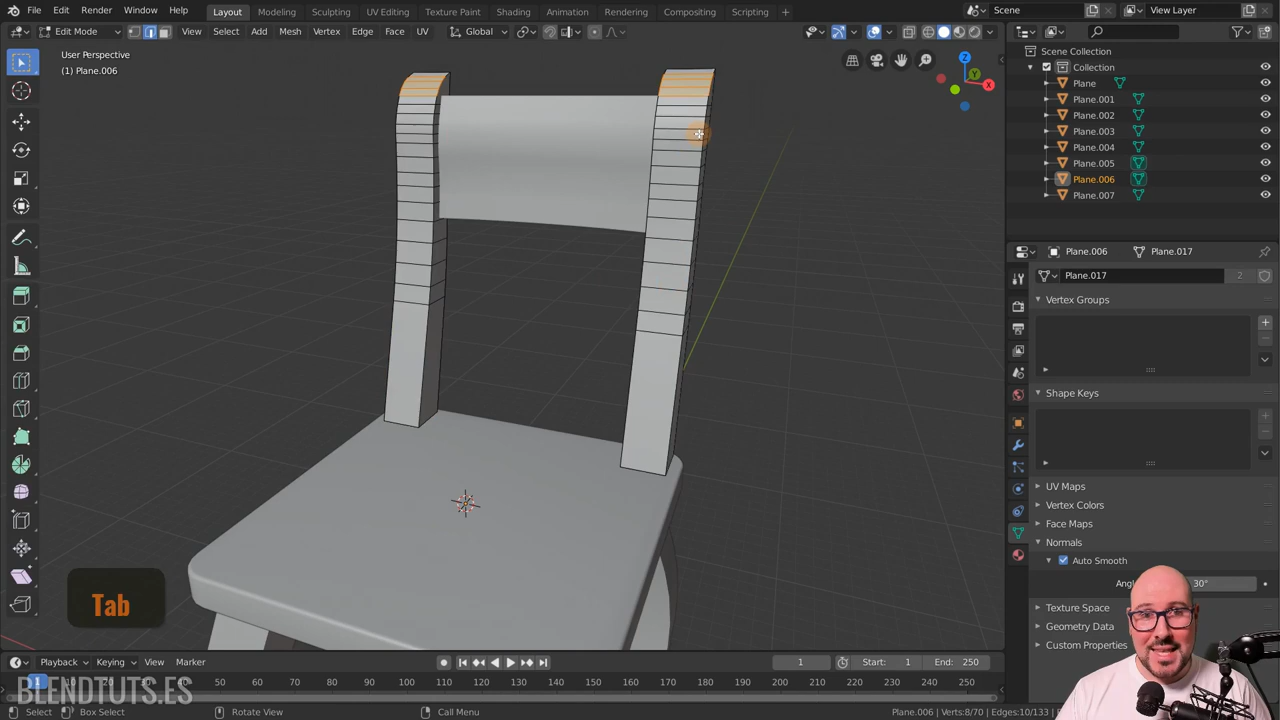 File Edit Render Window Help Layout Modeling Sculpting UV Editing Texture Paint Shading Animation Rendering Compositing Scripting Scene View Layer
Edit Mode View Select Add Mesh Vertex Edge Face UV Global
User Perspective
(1) Plane.006
Z
Y
X
Scene Collection
Collection
Plane
Plane.001
Plane.002
Plane.003
Plane.004
Plane.005
Plane.006
Plane.007
Plane.006 Plane.017
Plane.017 2
Vertex Groups
Shape Keys
UV Maps
Vertex Colors
Face Maps
Normals
Auto Smooth
30°
Texture Space
Geometry Data
Custom Properties
Tab
Playback Keying View Marker 1 Start: 1 End: 250
1 10 20 30 40 50 60 70 80 90 100 110 120 130 140 150 160 170 180 190 200 210 220 230 240 250
BLENDTUTS.ES
Select Box Select Rotate View Call Menu Plane.006 | Verts:8/70 | Edges:10/133